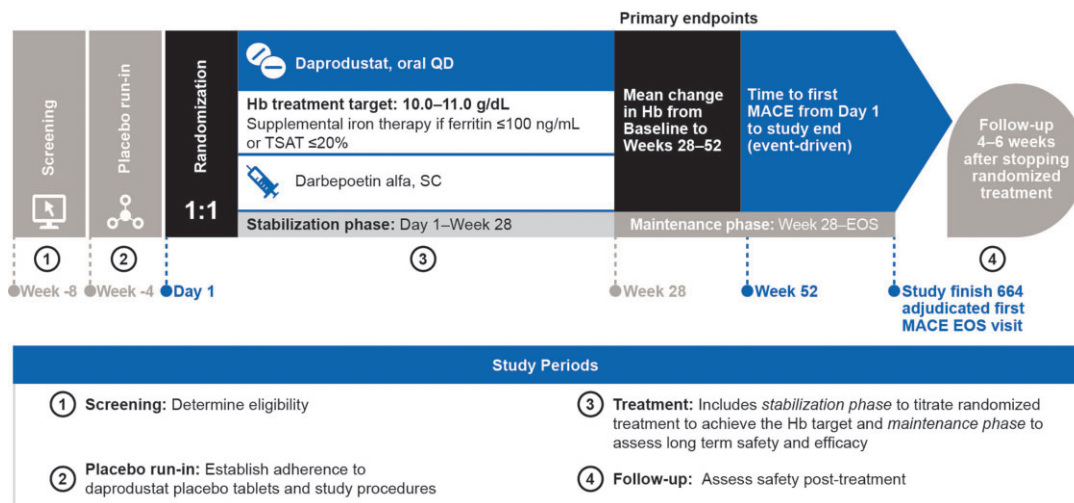 Primary endpoints
Screening
Placebo run-in
Randomization
1:1
Daprodustat, oral QD
Hb treatment target: 10.0–11.0 g/dL
Supplemental iron therapy if ferritin ≤100 ng/mL
or TSAT ≤20%
Darbepoetin alfa, SC
Stabilization phase: Day 1–Week 28
Mean change
in Hb from
Baseline to
Weeks 28–52
Time to first
MACE from Day 1
to study end
(event-driven)
Maintenance phase: Week 28–EOS
Follow-up
4–6 weeks
after stopping
randomized
treatment
1
2
3
4
Week -8
Week -4
Day 1
Week 28
Week 52
Study finish 664
adjudicated first
MACE EOS visit
Study Periods
1 Screening: Determine eligibility
2 Placebo run-in: Establish adherence to
daprodustat placebo tablets and study procedures
3 Treatment: Includes stabilization phase to titrate randomized
treatment to achieve the Hb target and maintenance phase to
assess long term safety and efficacy
4 Follow-up: Assess safety post-treatment